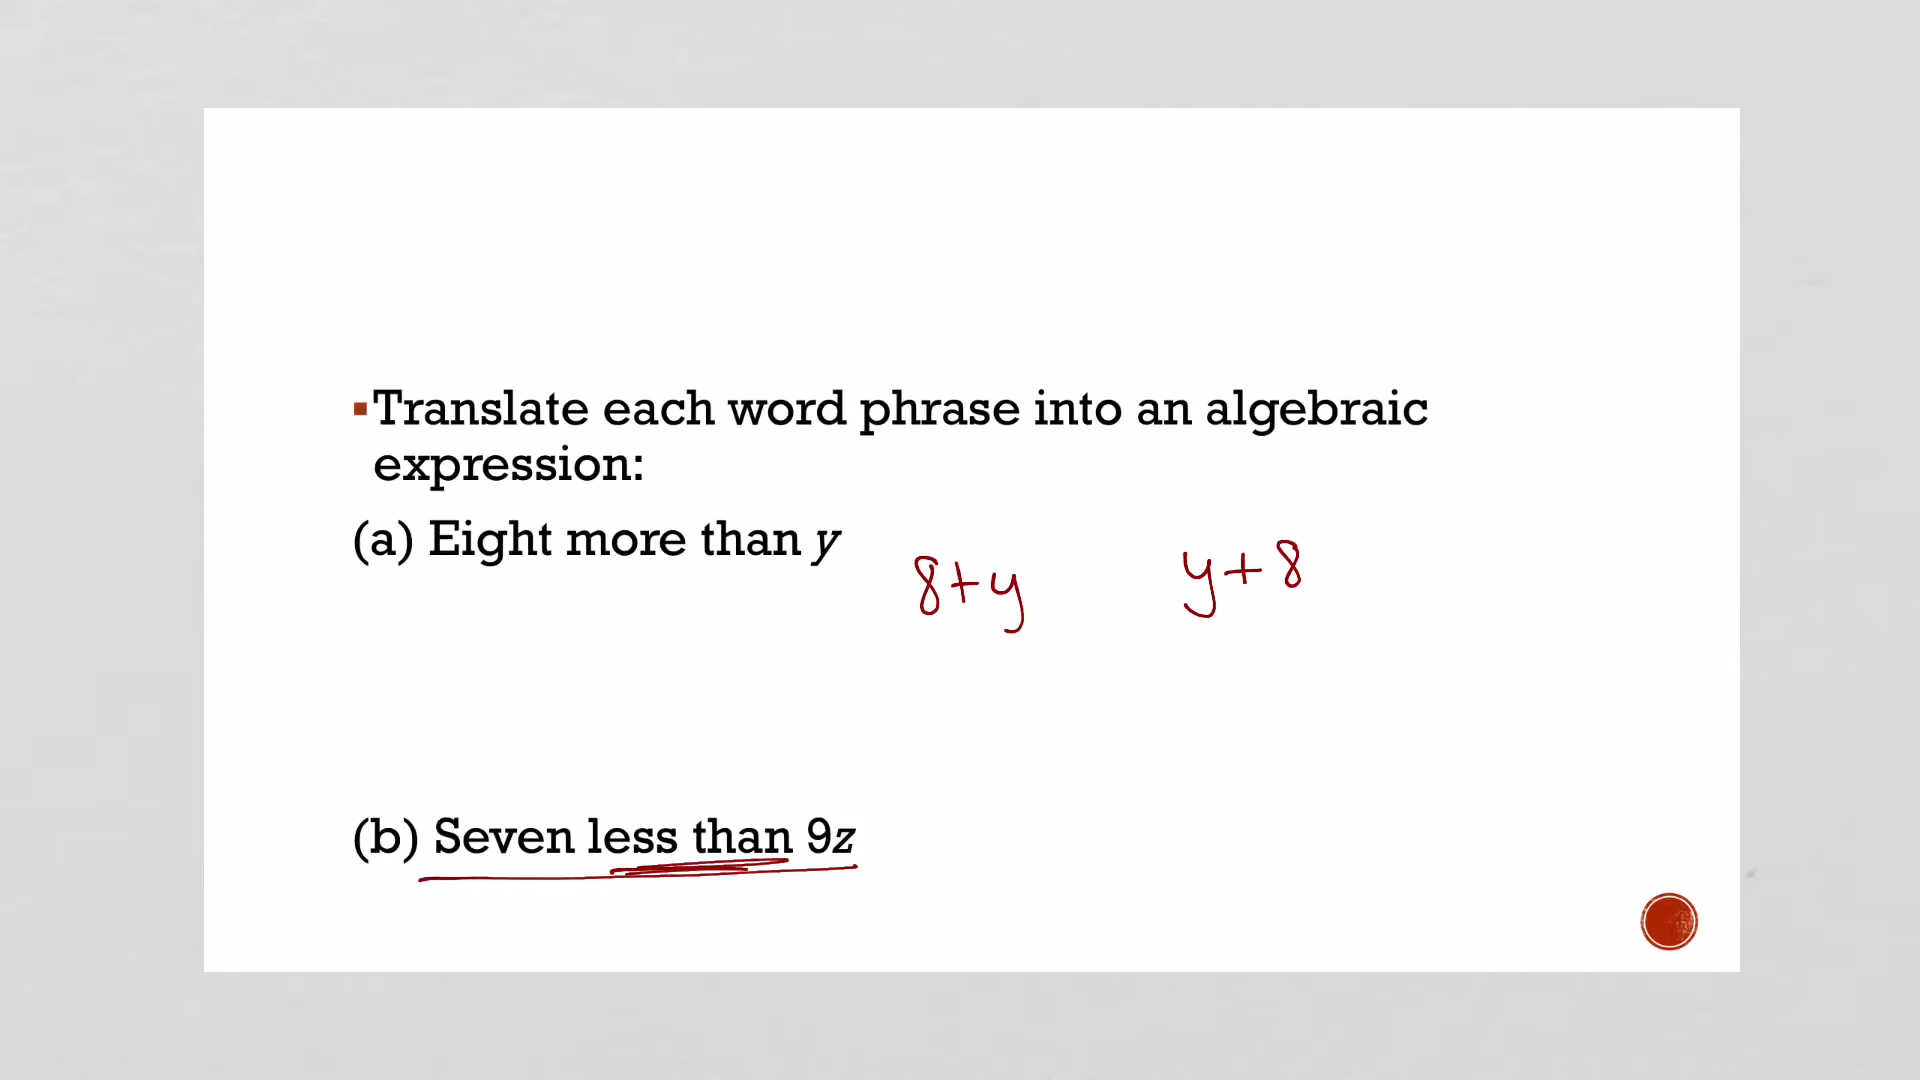 ▪Translate each word phrase into an algebraic
expression:
(a) Eight more than y
8+y
y+8
(b) Seven less than 9z